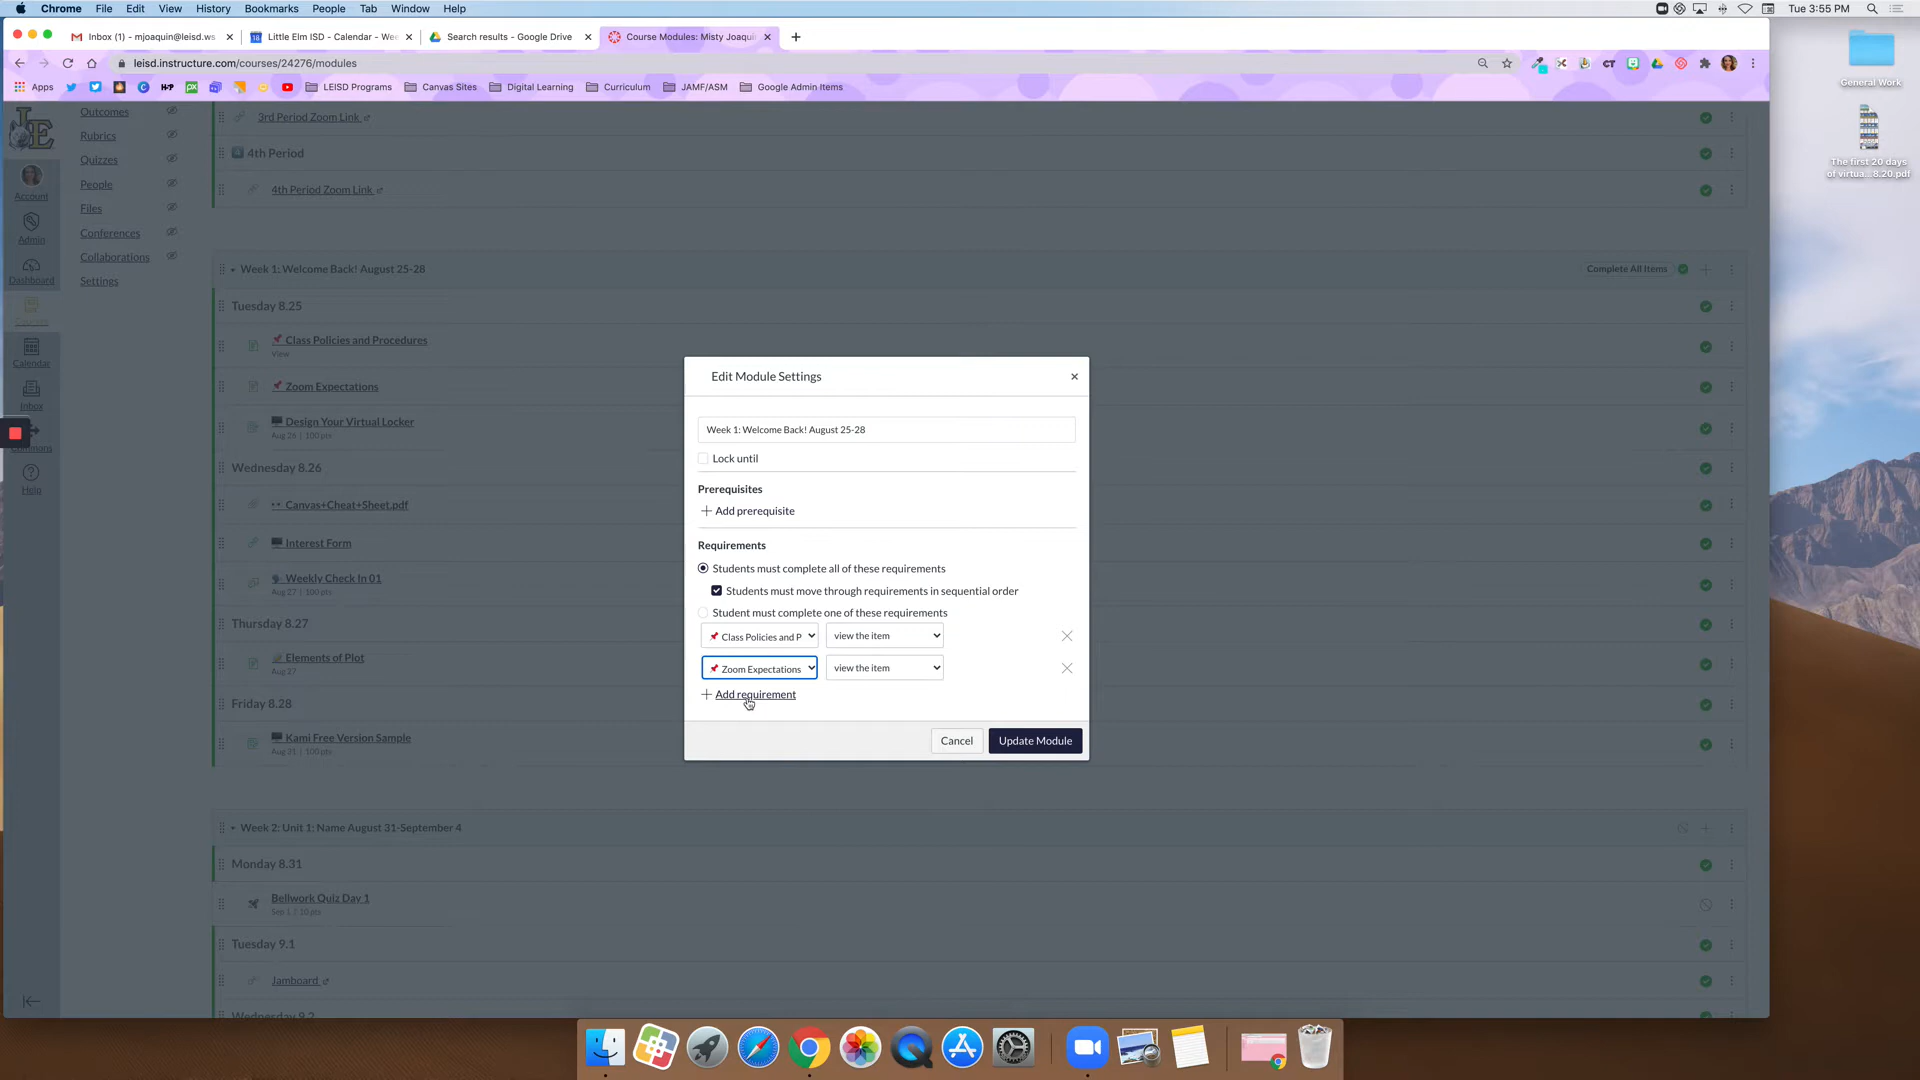 Chrome File Edit View History Bookmarks People Tab Window Help
Tue 3:55 PM
Inbox (1) - mjoaquin@leisd.ws
Little Elm ISD - Calendar - Wee
Search results - Google Drive
Course Modules: Misty Joaqui
leisd.instructure.com/courses/24276/modules
Apps
LEISD Programs
Canvas Sites
Digital Learning
Curriculum
JAMF/ASM
Google Admin Items
General Work
The first 20 days
of virtua...8.20.pdf
LE
Account
Admin
Dashboard
Courses
Calendar
Inbox
Commons
Help
Outcomes
Rubrics
Quizzes
People
Files
Conferences
Collaborations
Settings
3rd Period Zoom Link
4th Period
4th Period Zoom Link
Week 1: Welcome Back! August 25-28
Complete All Items
Tuesday 8.25
Class Policies and Procedures
View
Zoom Expectations
Design Your Virtual Locker
Aug 26 | 100 pts
Wednesday 8.26
Canvas+Cheat+Sheet.pdf
Interest Form
Weekly Check In 01
Aug 27 | 100 pts
Thursday 8.27
Elements of Plot
Aug 27
Friday 8.28
Kami Free Version Sample
Aug 31 | 100 pts
Week 2: Unit 1: Name August 31-September 4
Monday 8.31
Bellwork Quiz Day 1
Sep 1 | 10 pts
Tuesday 9.1
Jamboard
Wednesday 9.2
Edit Module Settings
Week 1: Welcome Back! August 25-28
Lock until
Prerequisites
Add prerequisite
Requirements
Students must complete all of these requirements
Students must move through requirements in sequential order
Student must complete one of these requirements
Class Policies and P
view the item
Zoom Expectations
view the item
Add requirement
Cancel
Update Module